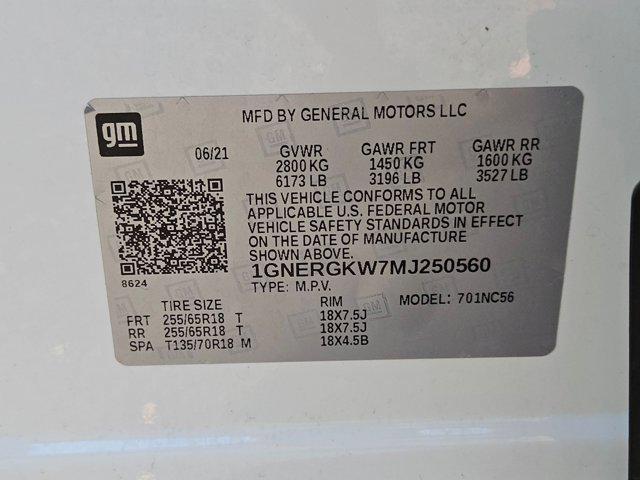 gm
MFD BY GENERAL MOTORS LLC
06/21 GVWR GAWR FRT GAWR RR
2800 KG 1450 KG 1600 KG
6173 LB 3196 LB 3527 LB
THIS VEHICLE CONFORMS TO ALL
APPLICABLE U.S. FEDERAL MOTOR
VEHICLE SAFETY STANDARDS IN EFFECT
ON THE DATE OF MANUFACTURE
SHOWN ABOVE.
1GNERGKW7MJ250560
8624
TYPE: M.P.V. MODEL: 701NC56
TIRE SIZE RIM
FRT 255/65R18 T 18X7.5J
RR 255/65R18 T 18X7.5J
SPA T135/70R18 M 18X4.5B